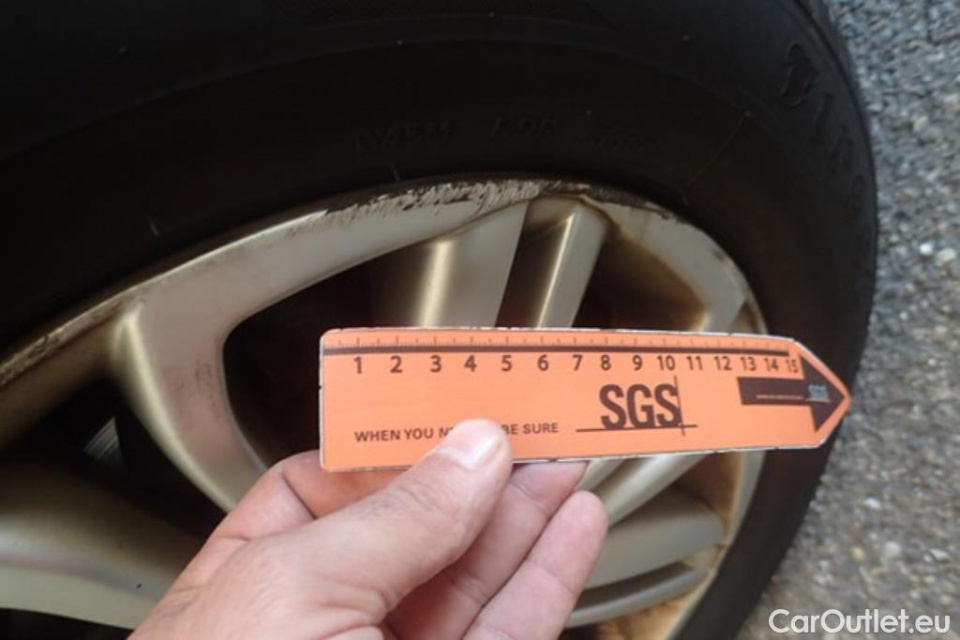 1 2 3 4 5 6 7 8 9 10 11 12 13 14 15
SGS
SGS
WHEN YOU BE SURE
CarOutlet.eu